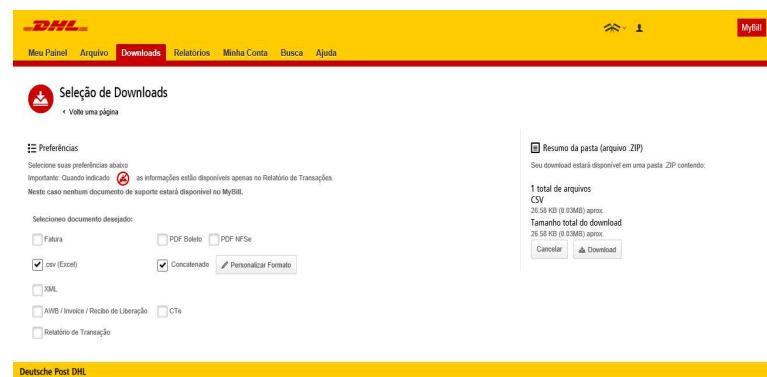 DHL
MyBill
Meu Painel Arquivo Downloads Relatórios Minha Conta Busca Ajuda
Seleção de Downloads
Volte uma página
Preferências
Selecione suas preferências abaixo
Importante: Quando indicado as informações estão disponíveis apenas no Relatório de Transações.
Neste caso nenhum documento de suporte estará disponível no MyBill.
Selecioneo documento desejado:
Fatura PDF Boleto PDF NFSe
.csv (Excel) Concatenado Personalizar Formato
XML
AWB / Invoice / Recibo de Liberação CTe
Relatório de Transação
Resumo da pasta (arquivo .ZIP)
Seu download estará disponível em uma pasta .ZIP contendo:
1 total de arquivos
CSV
26.58 KB (0.03MB) aprox.
Tamanho total do download
26.58 KB (0.03MB) aprox.
Cancelar Download
Deutsche Post DHL